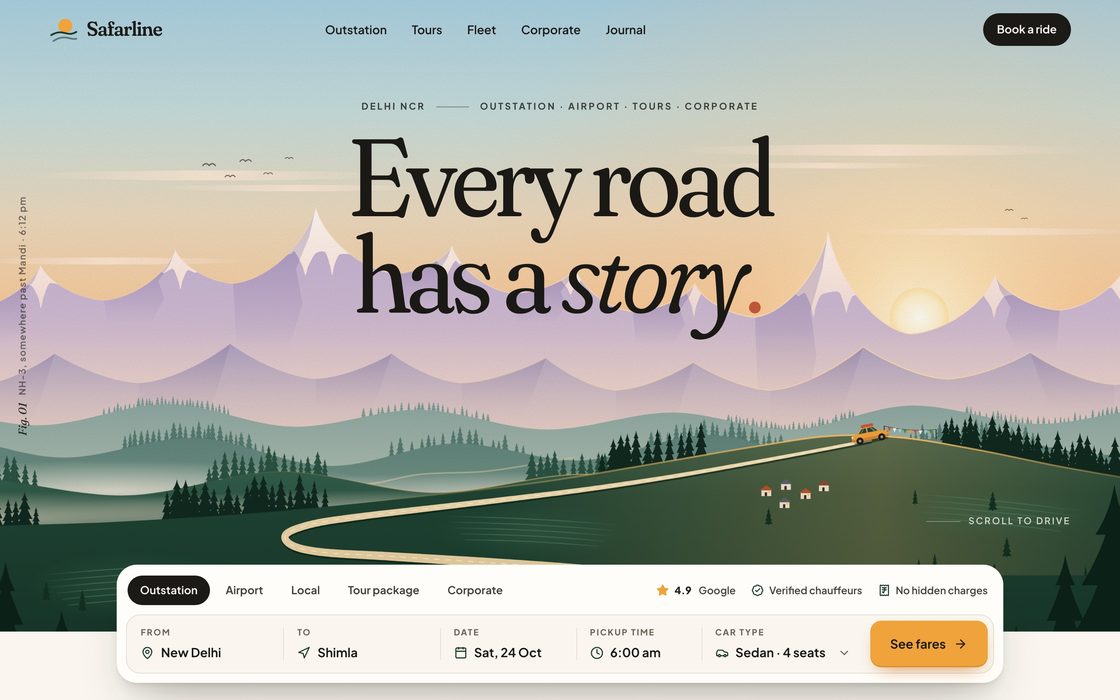 Safarline
Outstation Tours Fleet Corporate Journal
Book a ride
DELHI NCR OUTSTATION · AIRPORT · TOURS · CORPORATE
Every road
has a story.
Fig. 01 NH-3, somewhere past Mandi · 6:12 pm
SCROLL TO DRIVE
Outstation Airport Local Tour package Corporate
4.9 Google Verified chauffeurs No hidden charges
FROM TO DATE PICKUP TIME CAR TYPE
New Delhi Shimla Sat, 24 Oct 6:00 am Sedan · 4 seats
See fares